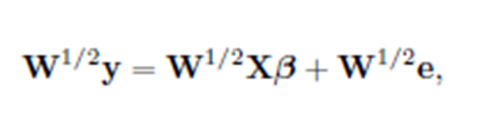 𝐖^{1/2}𝐲 = 𝐖^{1/2}𝐗𝜷 + 𝐖^{1/2}𝐞,